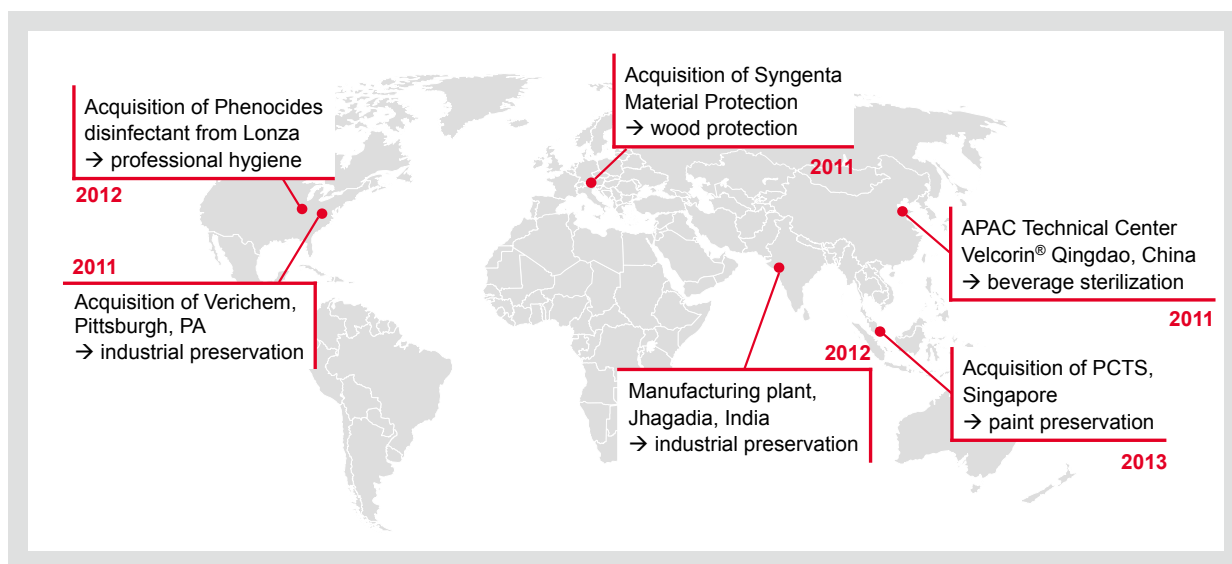 Acquisition of Phenocides
disinfectant from Lonza
→ professional hygiene
2012
2011
Acquisition of Verichem,
Pittsburgh, PA
→ industrial preservation
Acquisition of Syngenta
Material Protection
→ wood protection
2011
APAC Technical Center
Velcorin® Qingdao, China
→ beverage sterilization
2011
2012
Manufacturing plant,
Jhagadia, India
→ industrial preservation
Acquisition of PCTS,
Singapore
→ paint preservation
2013